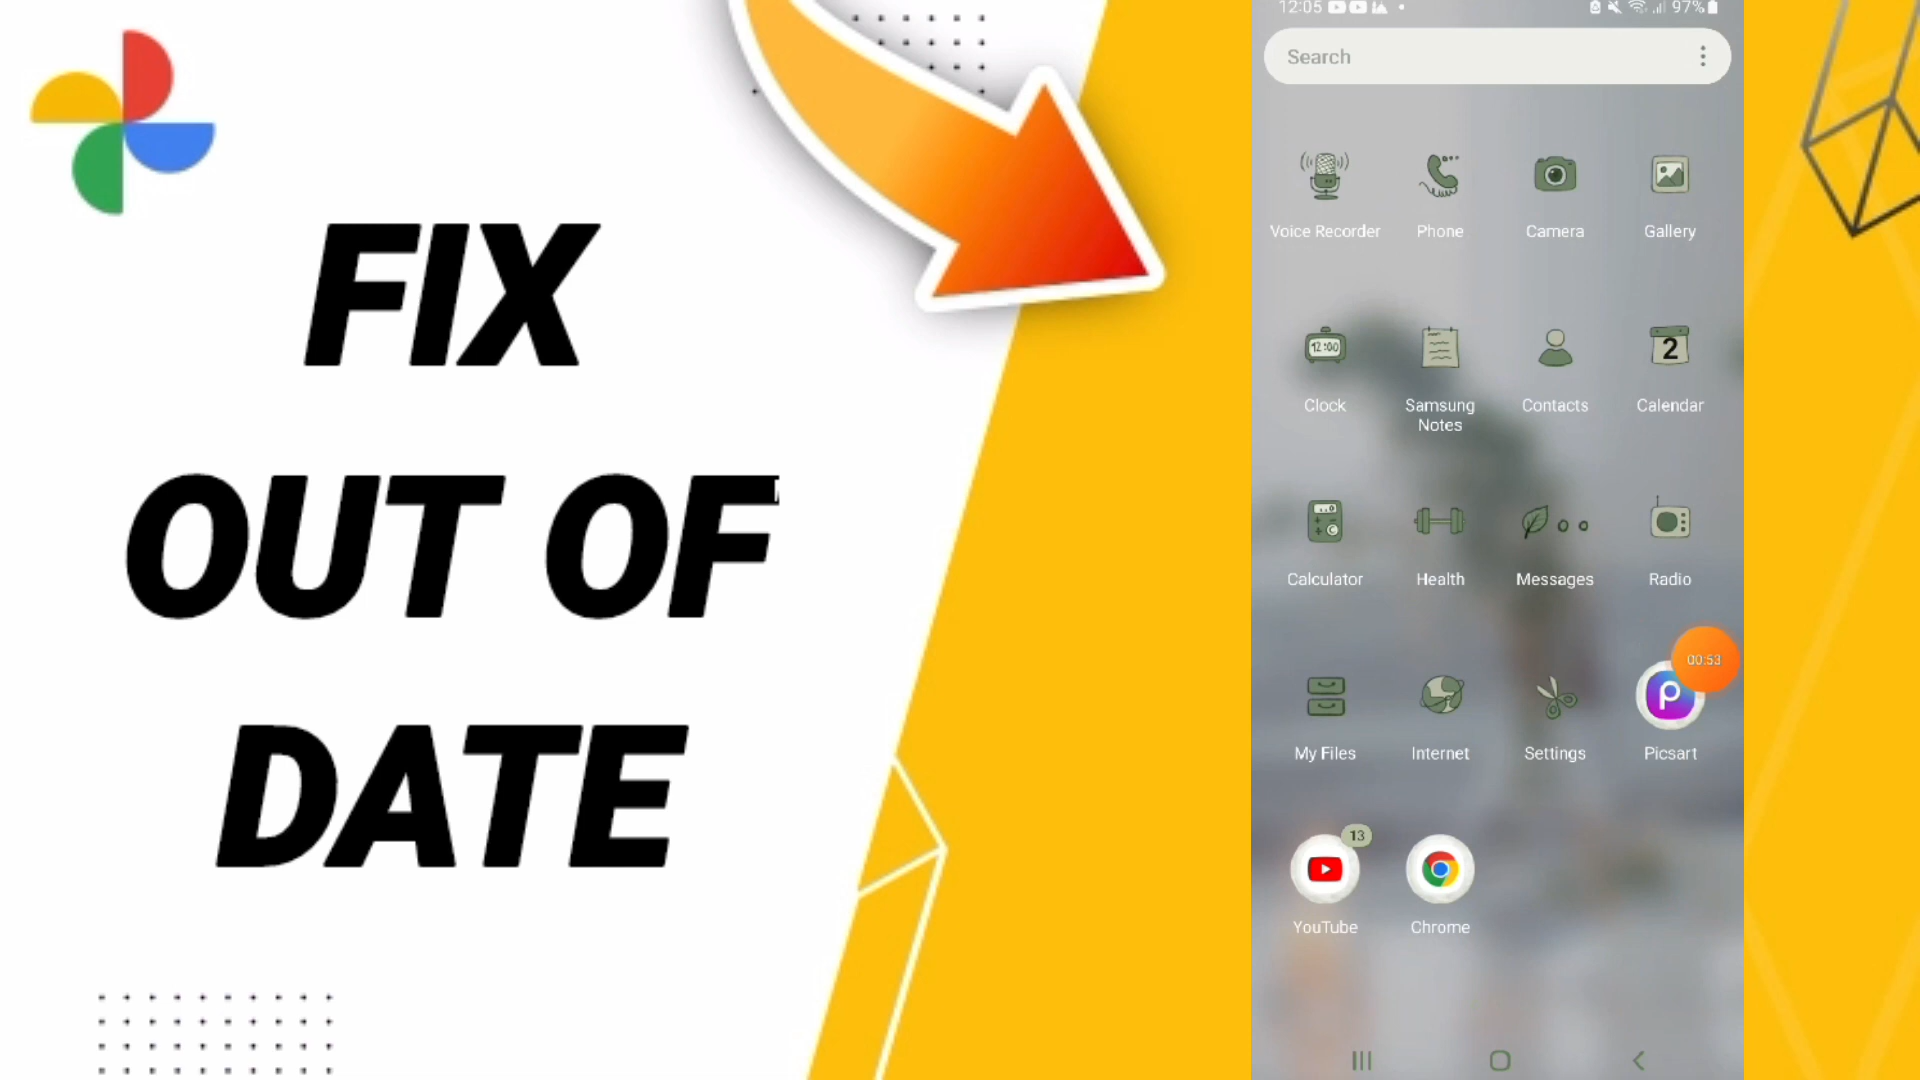 FIX
OUT OF
DATE
12:05
97%
Search
Voice Recorder
Phone
Camera
Gallery
12:00
2
Clock
Samsung
Notes
Contacts
Calendar
Calculator
Health
Messages
Radio
00:53
My Files
Internet
Settings
Picsart
13
YouTube
Chrome